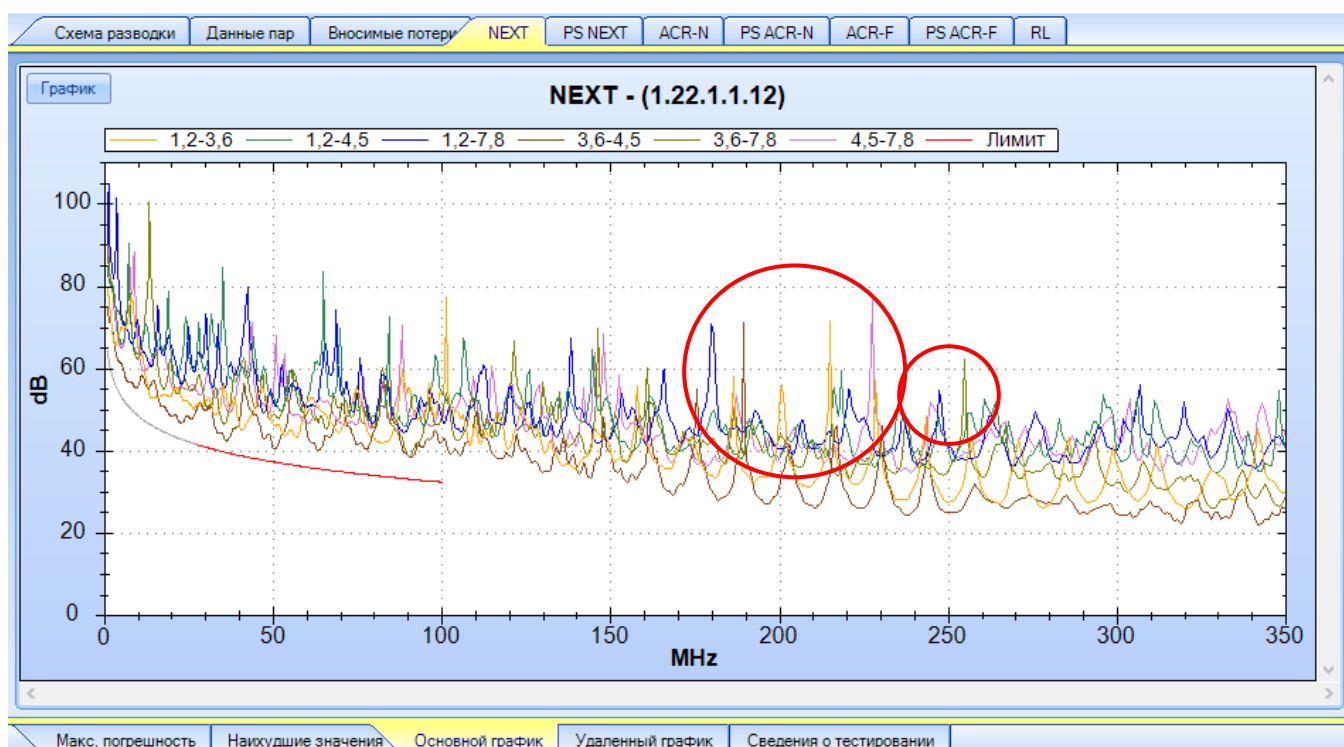 Схема разводки Данные пар Вносимые потери NEXT PS NEXT ACR-N PS ACR-N ACR-F PS ACR-F RL
График
NEXT - (1.22.1.1.12)
1,2-3,6 1,2-4,5 1,2-7,8 3,6-4,5 3,6-7,8 4,5-7,8 Лимит
100
80
60
dB
40
20
0
0 50 100 150 200 250 300 350
MHz
Макс. погрешность Наихудшие значения Основной график Удаленный график Сведения о тестировании